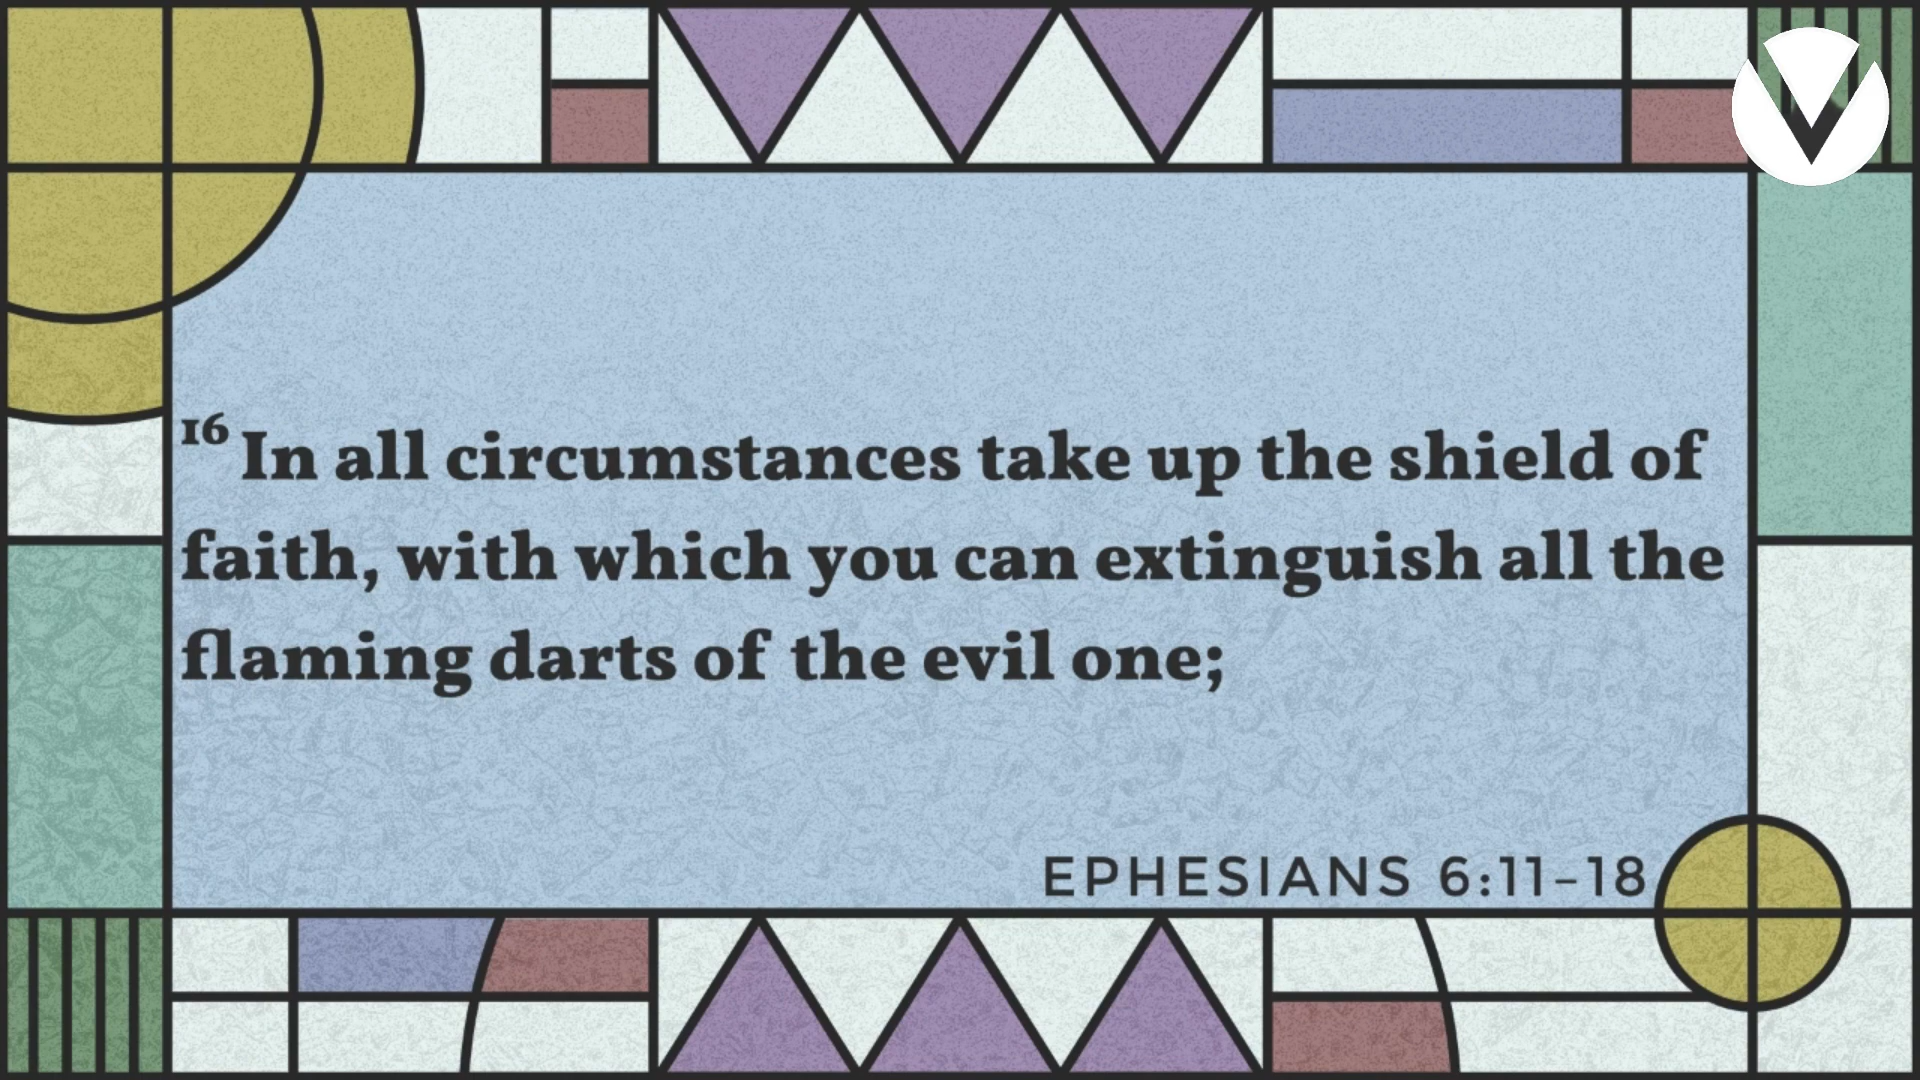 16 In all circumstances take up the shield of
faith, with which you can extinguish all the
flaming darts of the evil one;
EPHESIANS 6:11–18